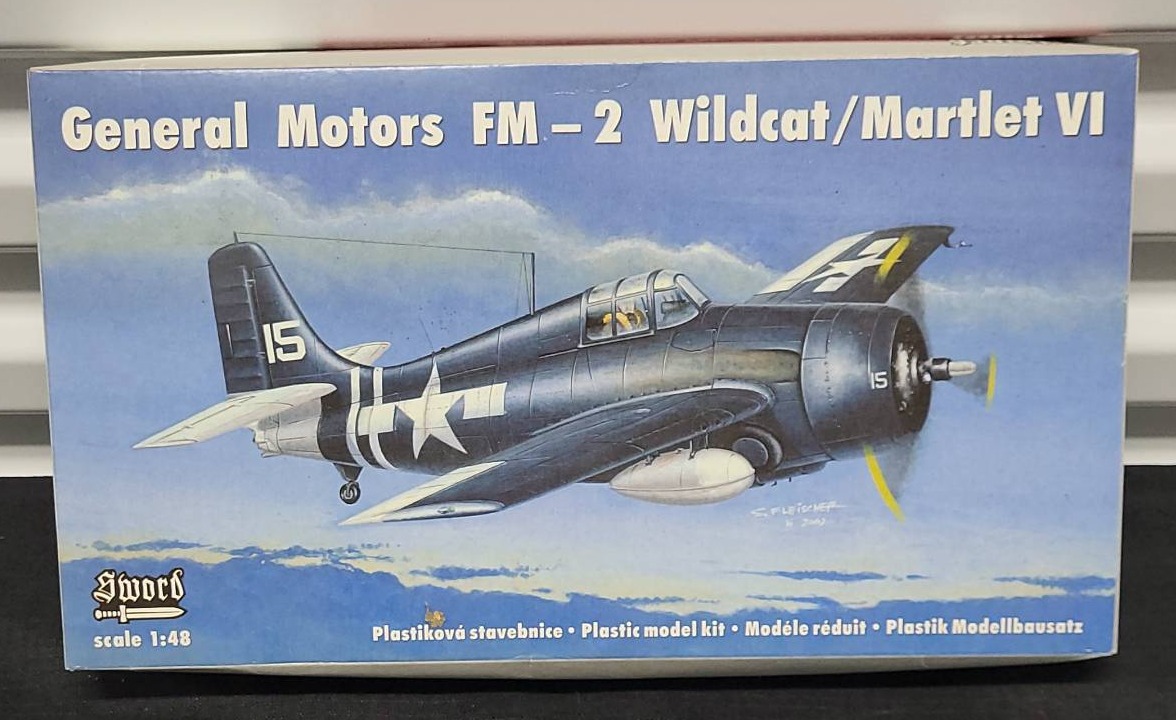 General Motors FM – 2 Wildcat/Martlet VI
15
15
S. FLEISCHER
Sword
scale 1:48
Plastiková stavebnice • Plastic model kit • Modéle réduit • Plastik Modellbausatz